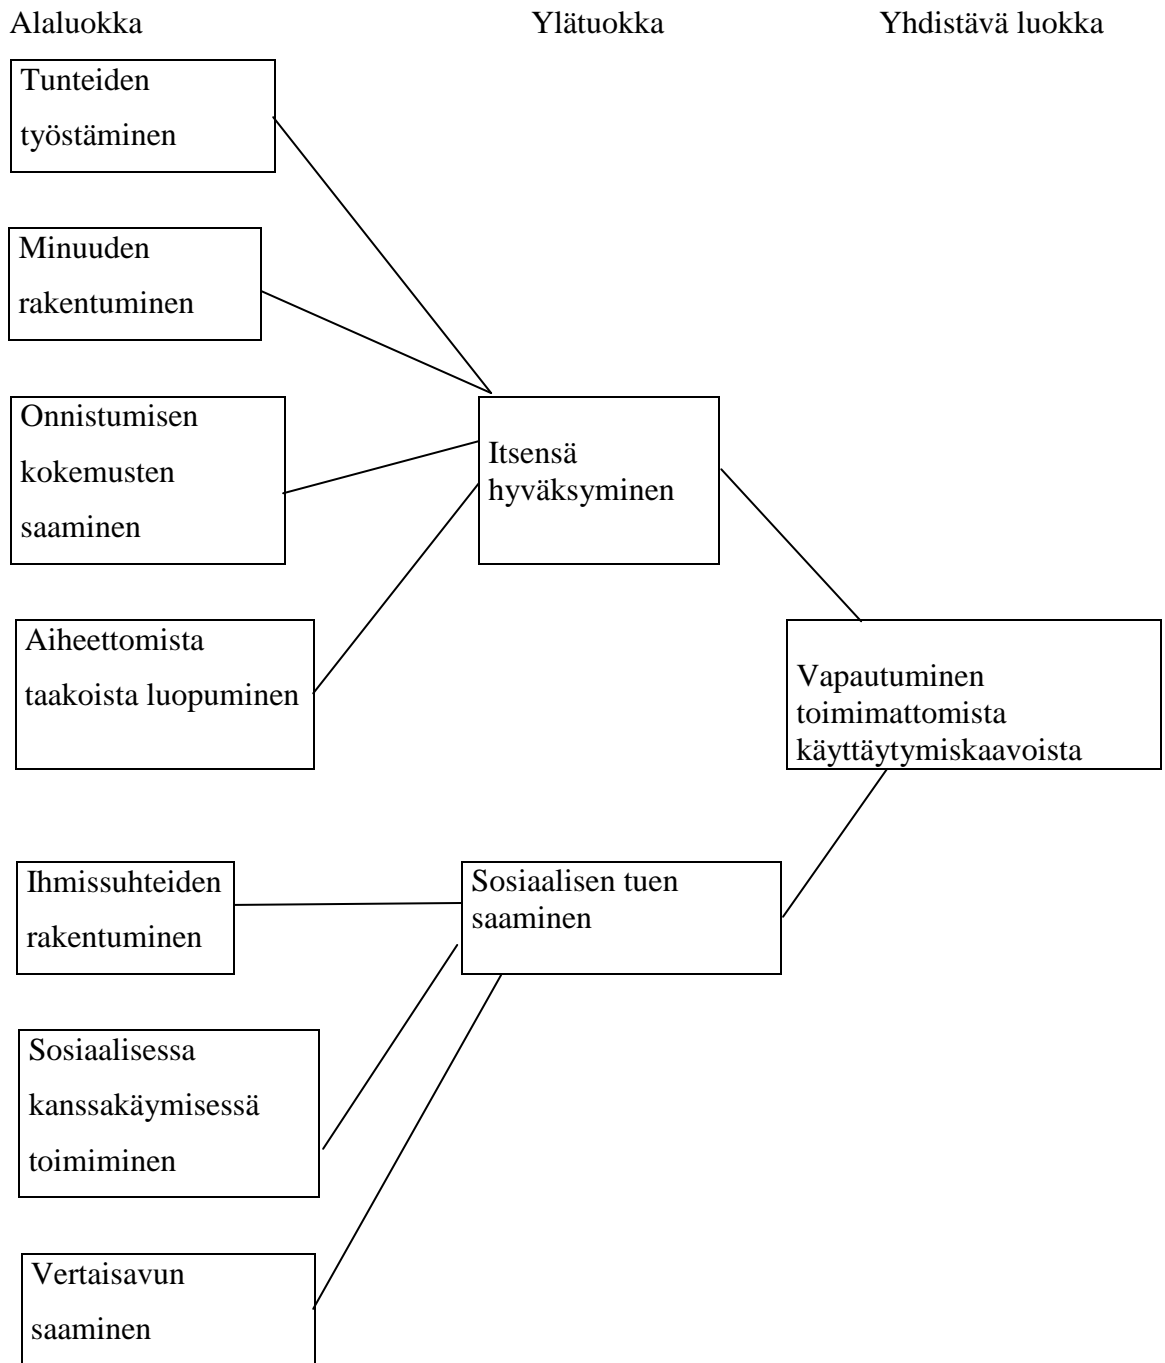 Alaluokka Ylätuokka Yhdistävä luokka
Tunteiden
työstäminen
Minuuden
rakentuminen
Onnistumisen
kokemusten
saaminen
Itsensä
hyväksyminen
Aiheettomista
taakoista luopuminen
Vapautuminen
toimimattomista
käyttäytymiskaavoista
Ihmissuhteiden
rakentuminen
Sosiaalisen tuen
saaminen
Sosiaalisessa
kanssakäymisessä
toimiminen
Vertaisavun
saaminen